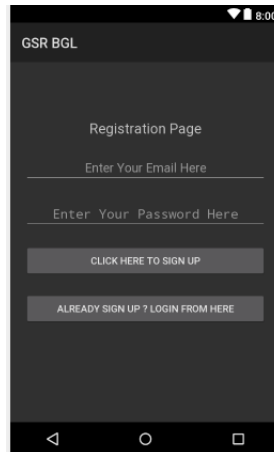 8:00
GSR BGL
Registration Page
Enter Your Email Here
Enter Your Password Here
CLICK HERE TO SIGN UP
ALREADY SIGN UP ? LOGIN FROM HERE